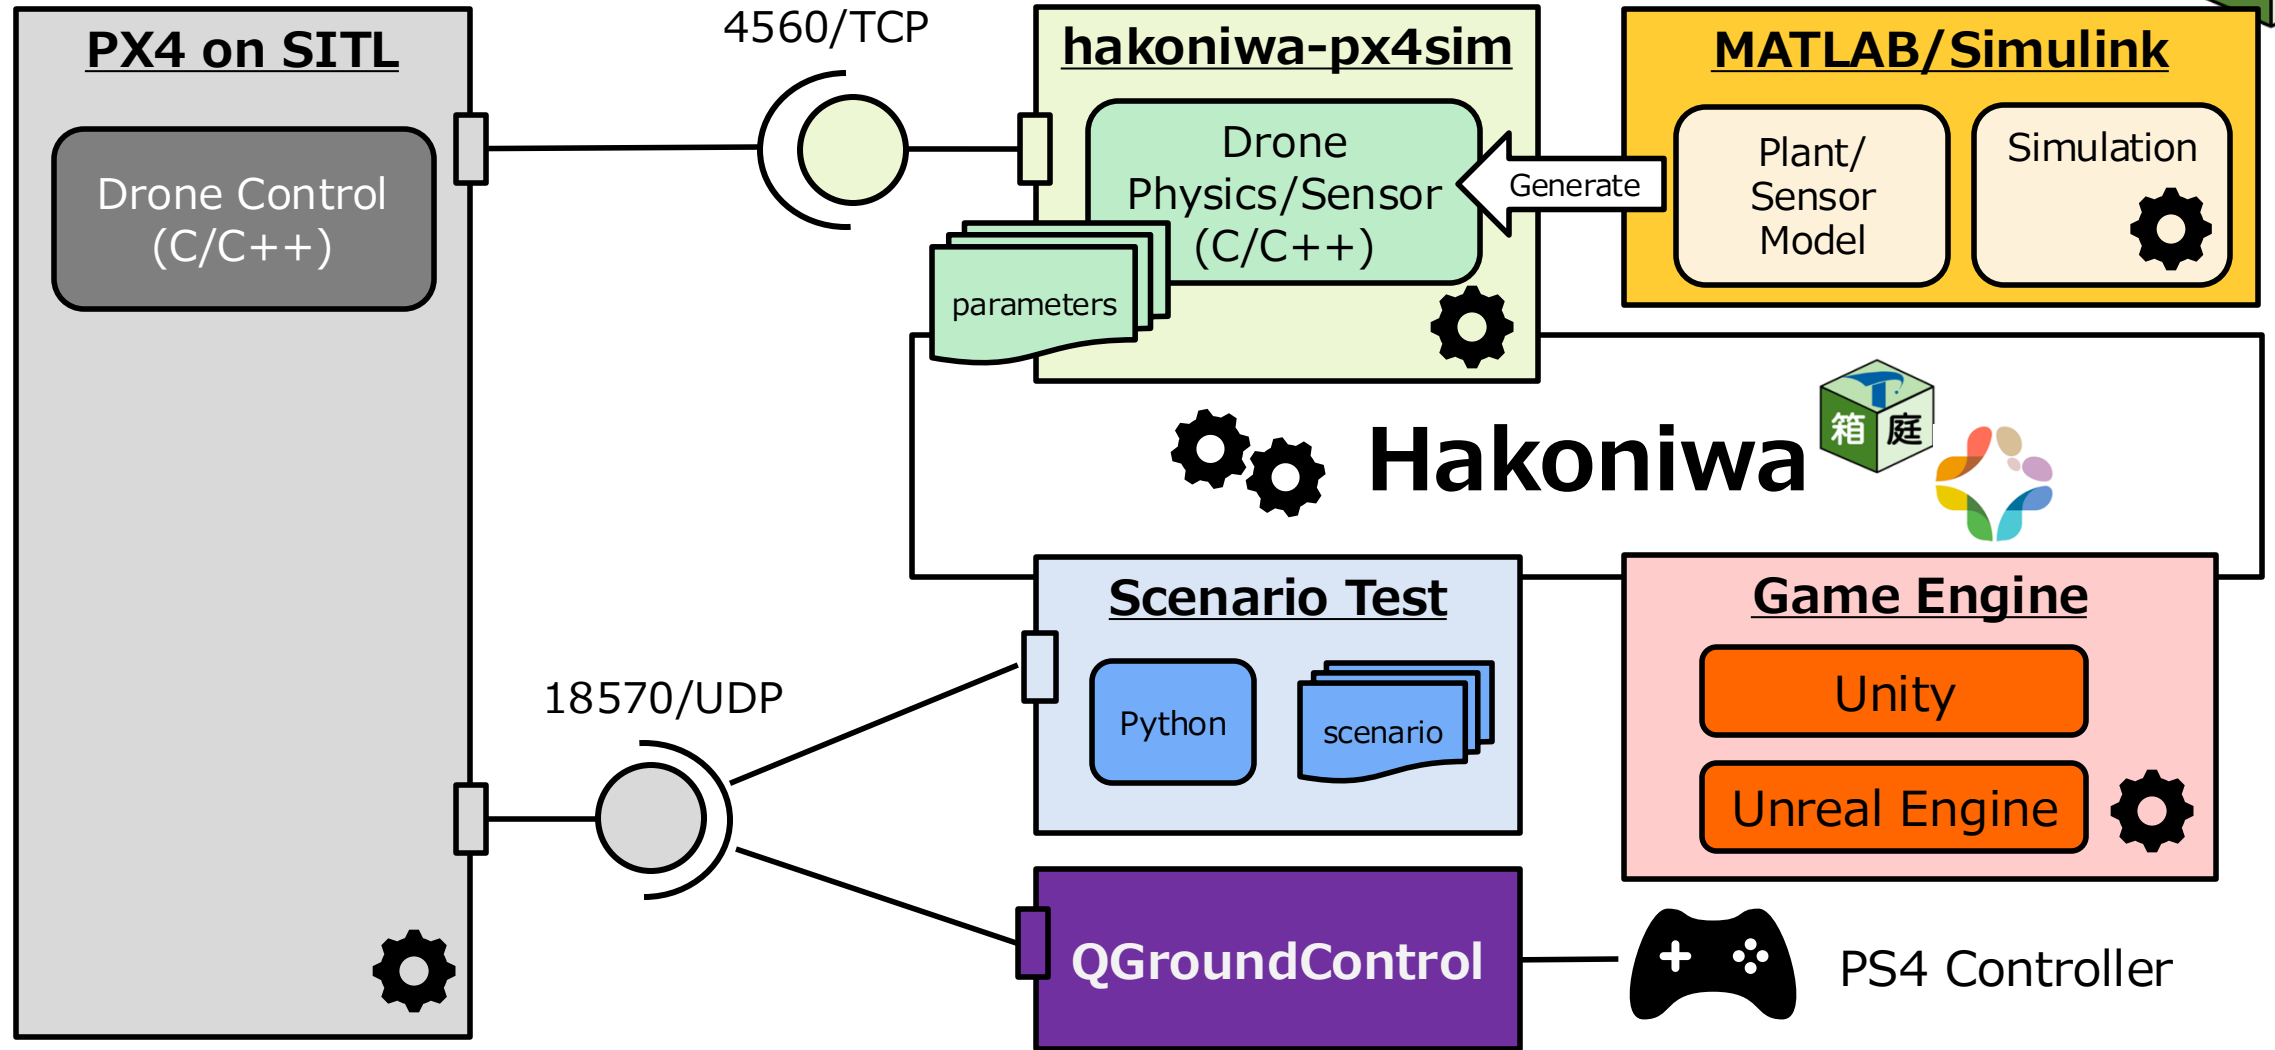 PX4 on SITL
Drone Control
(C/C++)
4560/TCP
hakoniwa-px4sim
Drone
Physics/Sensor
(C/C++)
parameters
Generate
MATLAB/Simulink
Plant/
Sensor
Model
Simulation
Hakoniwa
箱 庭
18570/UDP
Scenario Test
Python
scenario
Game Engine
Unity
Unreal Engine
QGroundControl
PS4 Controller